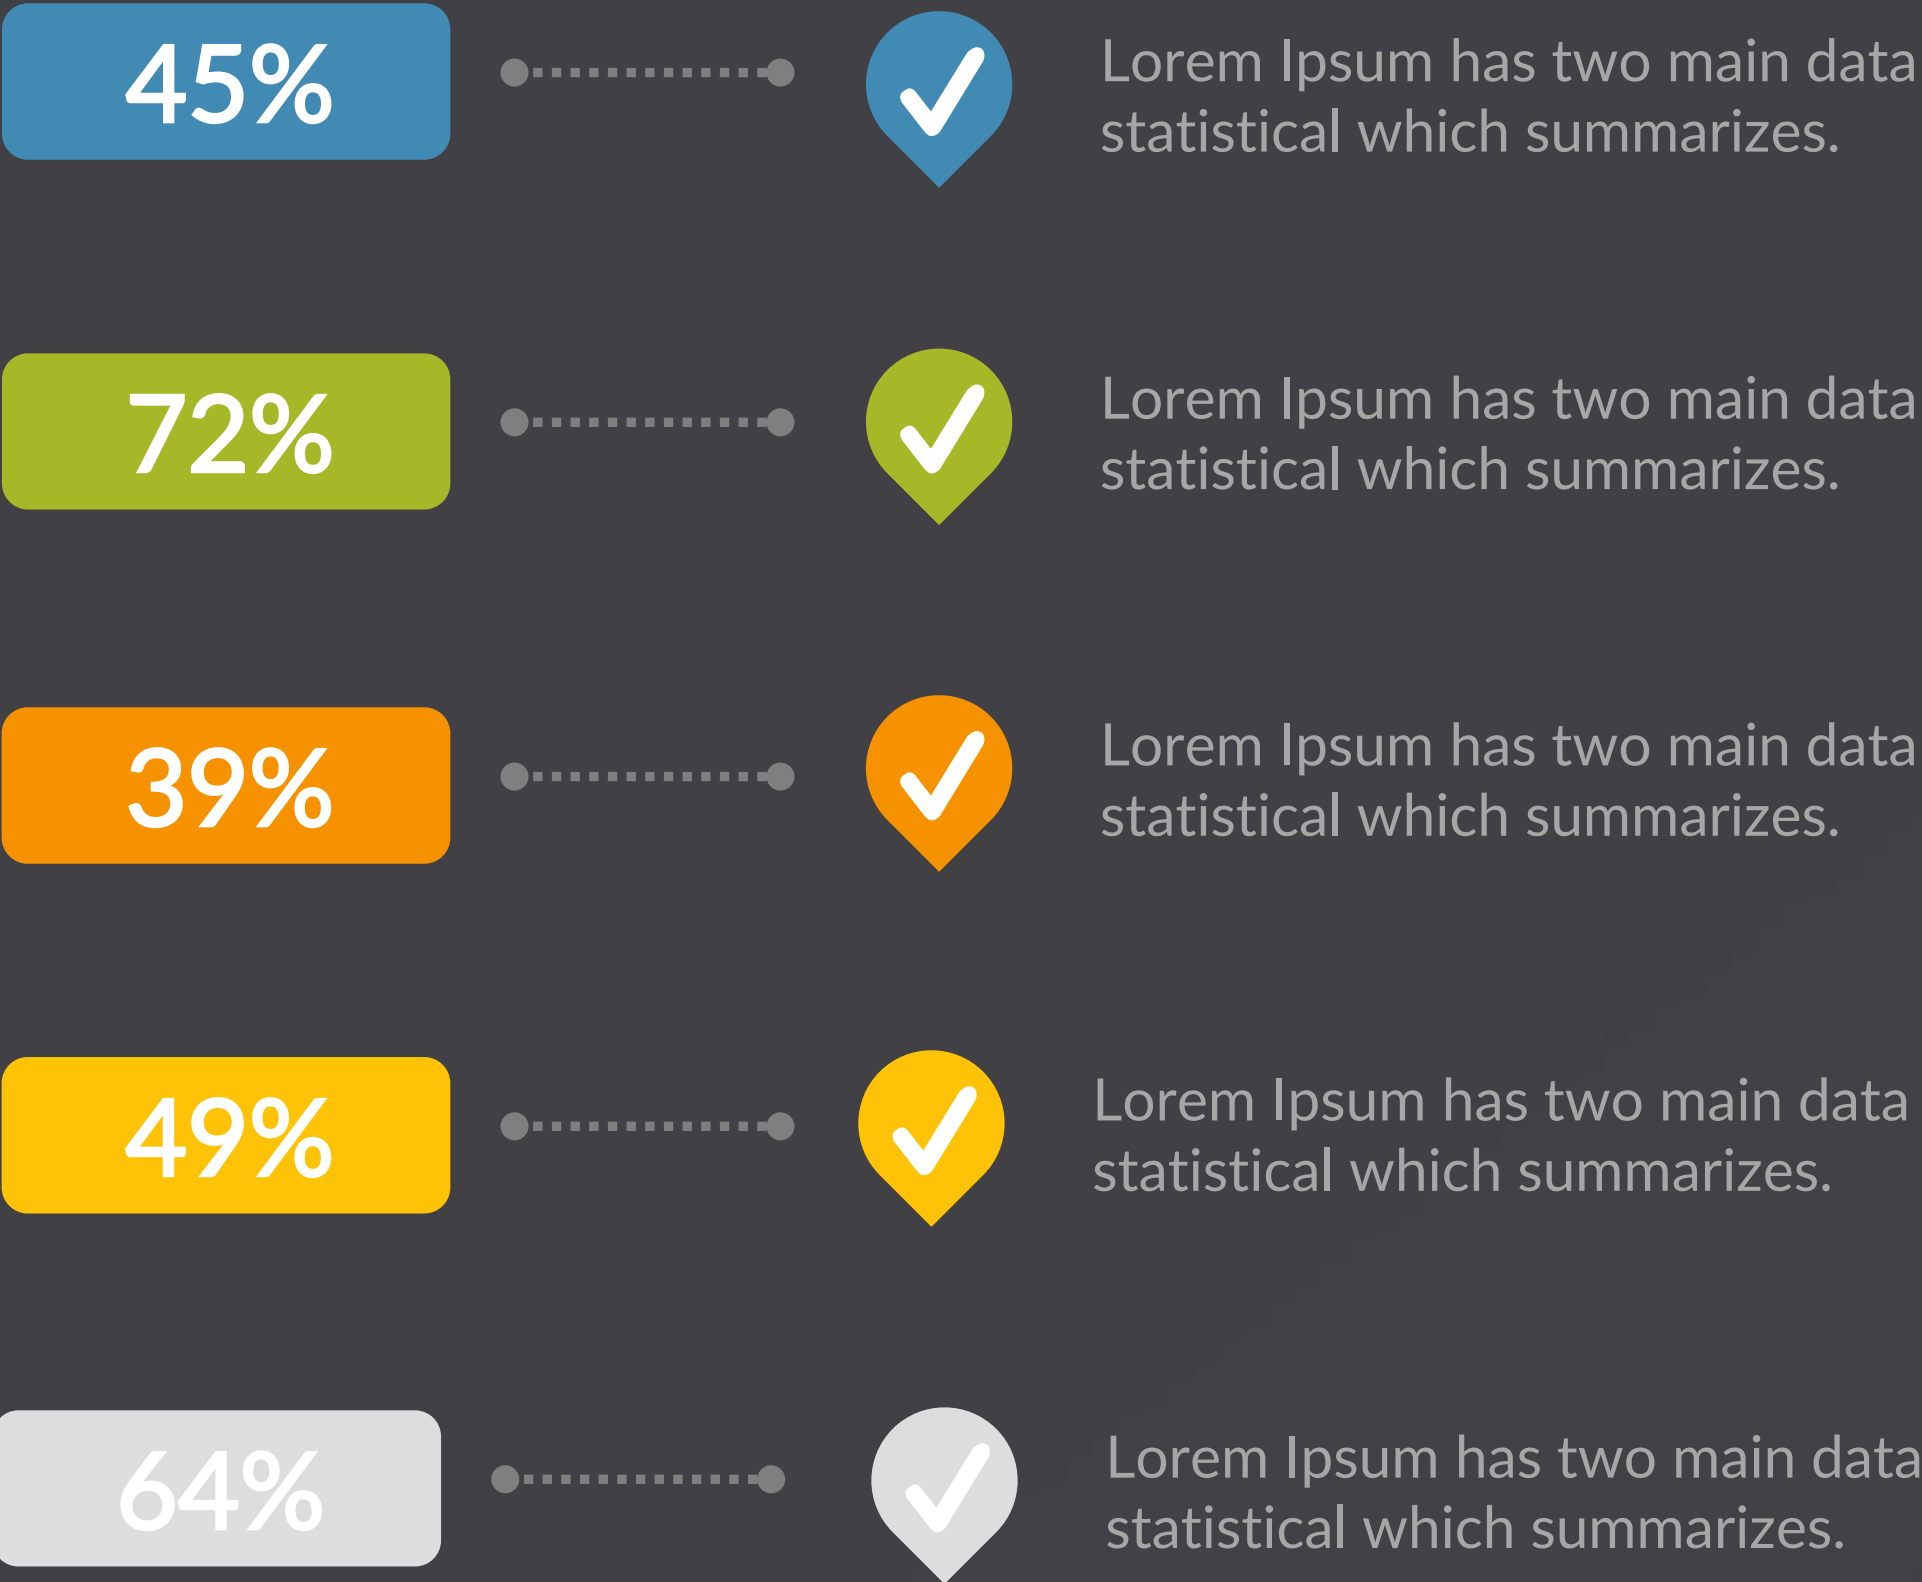 45%
Lorem Ipsum has two main data
statistical which summarizes.
72%
Lorem Ipsum has two main data
statistical which summarizes.
39%
Lorem Ipsum has two main data
statistical which summarizes.
49%
Lorem Ipsum has two main data
statistical which summarizes.
64%
Lorem Ipsum has two main data
statistical which summarizes.